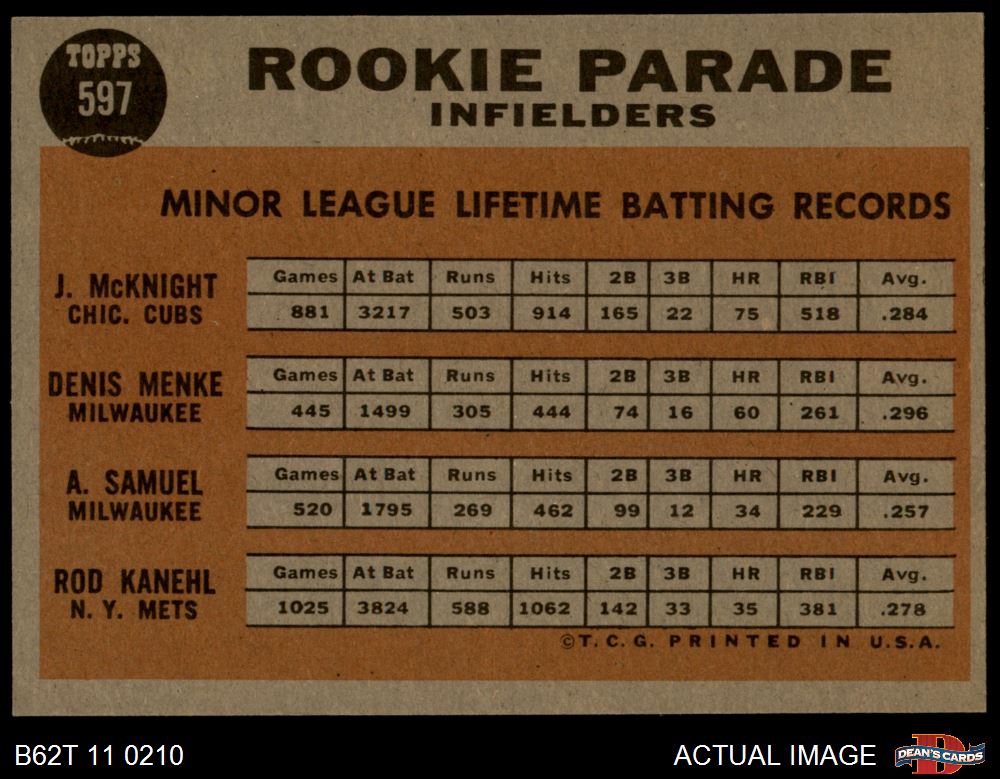 TOPPS
597
ROOKIE PARADE
INFIELDERS
MINOR LEAGUE LIFETIME BATTING RECORDS
J. McKNIGHT
CHIC. CUBS
Games At Bat Runs Hits 2B 3B HR RBI Avg.
881 3217 503 914 165 22 75 518 .284
DENIS MENKE
MILWAUKEE
Games At Bat Runs Hits 2B 3B HR RBI Avg.
445 1499 305 444 74 16 60 261 .296
A. SAMUEL
MILWAUKEE
Games At Bat Runs Hits 2B 3B HR RBI Avg.
520 1795 269 462 99 12 34 229 .257
ROD KANEHL
N. Y. METS
Games At Bat Runs Hits 2B 3B HR RBI Avg.
1025 3824 588 1062 142 33 35 381 .278
©T.C.G. PRINTED IN U.S.A.
B62T 11 0210
ACTUAL IMAGE
DEAN'S CARDS